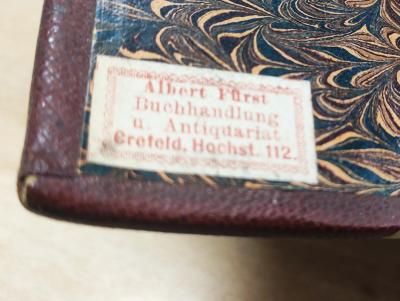 Albert Fürst
Buchhandlung
u. Antiquariat
Crefeld, Hochst. 112.